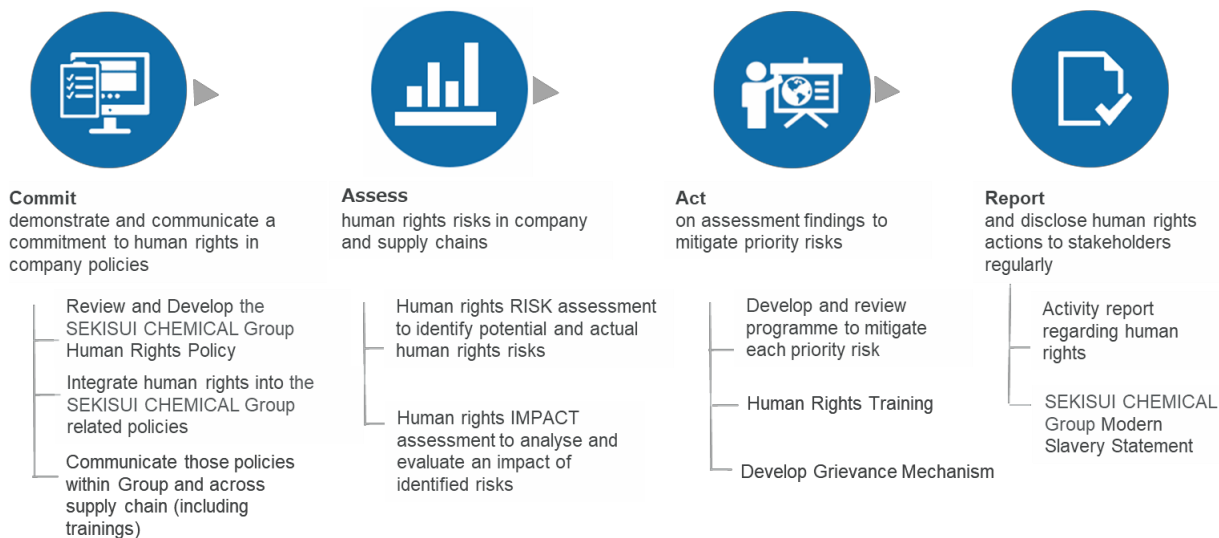 Commit
demonstrate and communicate a
commitment to human rights in
company policies
Review and Develop the
SEKISUI CHEMICAL Group
Human Rights Policy
Integrate human rights into the
SEKISUI CHEMICAL Group
related policies
Communicate those policies
within Group and across
supply chain (including
trainings)
Assess
human rights risks in company
and supply chains
Human rights RISK assessment
to identify potential and actual
human rights risks
Human rights IMPACT
assessment to analyse and
evaluate an impact of
identified risks
Act
on assessment findings to
mitigate priority risks
Develop and review
programme to mitigate
each priority risk
Human Rights Training
Develop Grievance Mechanism
Report
and disclose human rights
actions to stakeholders
regularly
Activity report
regarding human
rights
SEKISUI CHEMICAL
Group Modern
Slavery Statement